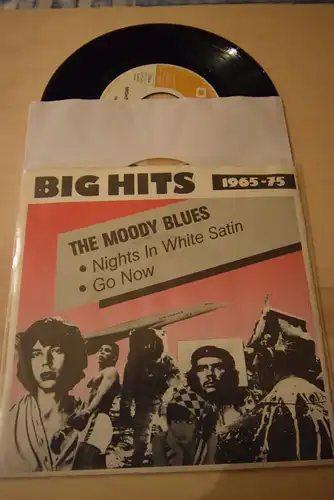 BIG HITS 1965-75
THE MOODY BLUES
• Nights In White Satin
• Go Now